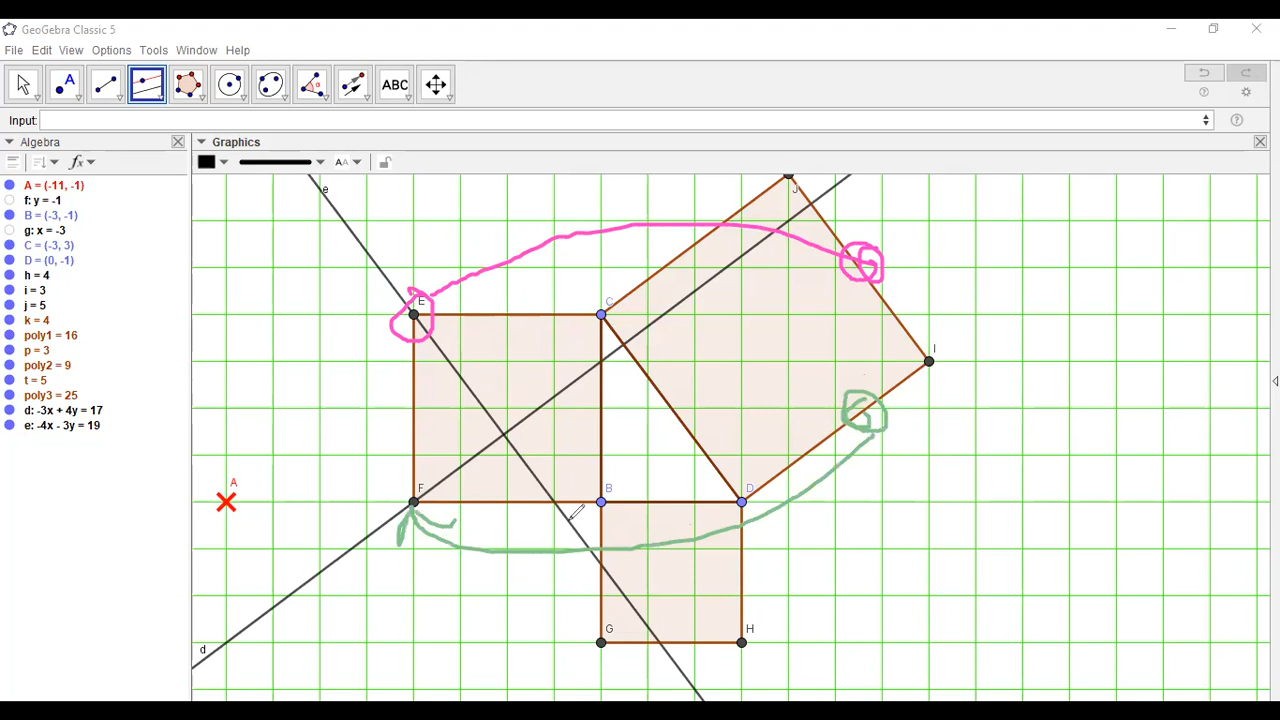 GeoGebra Classic 5
File Edit View Options Tools Window Help
A ABC
Input:
Algebra
Graphics
fx AA
A = (-11, -1)
f: y = -1
B = (-3, -1)
g: x = -3
C = (-3, 3)
D = (0, -1)
h = 4
i = 3
j = 5
k = 4
poly1 = 16
p = 3
poly2 = 9
t = 5
poly3 = 25
d: -3x + 4y = 17
e: -4x - 3y = 19
e J
E C
I
A F B D
G H
d